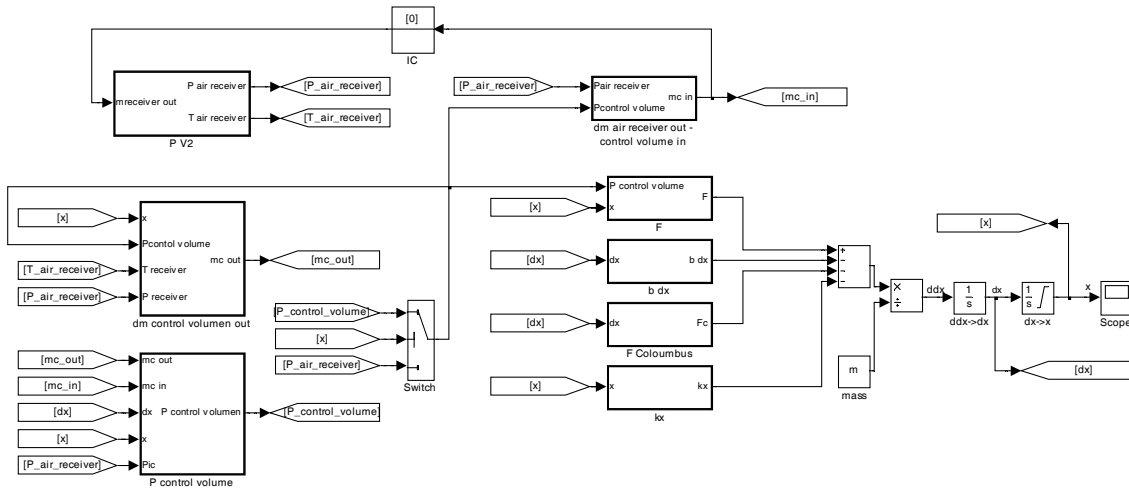 [0]
IC
m receiver out
P air receiver
T air receiver
P V2
[P_air_receiver]
[T_air_receiver]
[P_air_receiver]
Pair receiver
Pcontrol volume
mc in
dm air receiver out -
control volume in
[mc_in]
[x]
[T_air_receiver]
[P_air_receiver]
x
Pcontol volume
T receiver
P receiver
mc out
dm control volumen out
[mc_out]
[P_control_volume]
[x]
[P_air_receiver]
Switch
[mc_out]
[mc_in]
[dx]
[x]
[P_air_receiver]
mc out
mc in
dx
x
Pic
P control volumen
P control volume
[P_control_volume]
[x]
P control volume
x
F
F
[dx]
dx
b dx
b dx
[dx]
dx
Fc
F Coloumbus
[x]
x
kx
kx
+
-
-
-
×
÷
m
mass
ddx
1
s
ddx->dx
dx
1
s
dx->x
x
Scope
[x]
[dx]